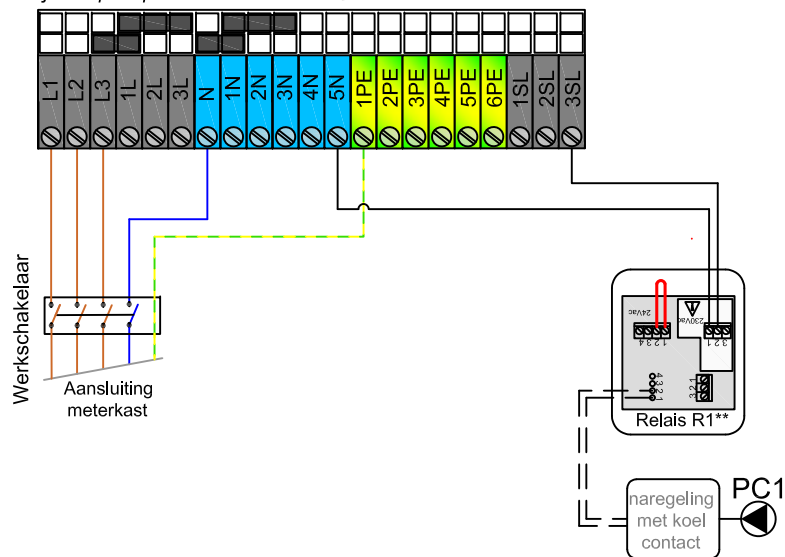 L1 L2 L3 1L 2L 3L N 1N 2N 3N 4N 5N 1PE 2PE 3PE 4PE 5PE 6PE 1SL 2SL 3SL
Werkschakelaar
Aansluiting
meterkast
24Vac
230Vac
4 3 2 1
3 2 1
4 3 2 1
3 2 1
Relais R1**
naregeling
met koel
contact
PC1